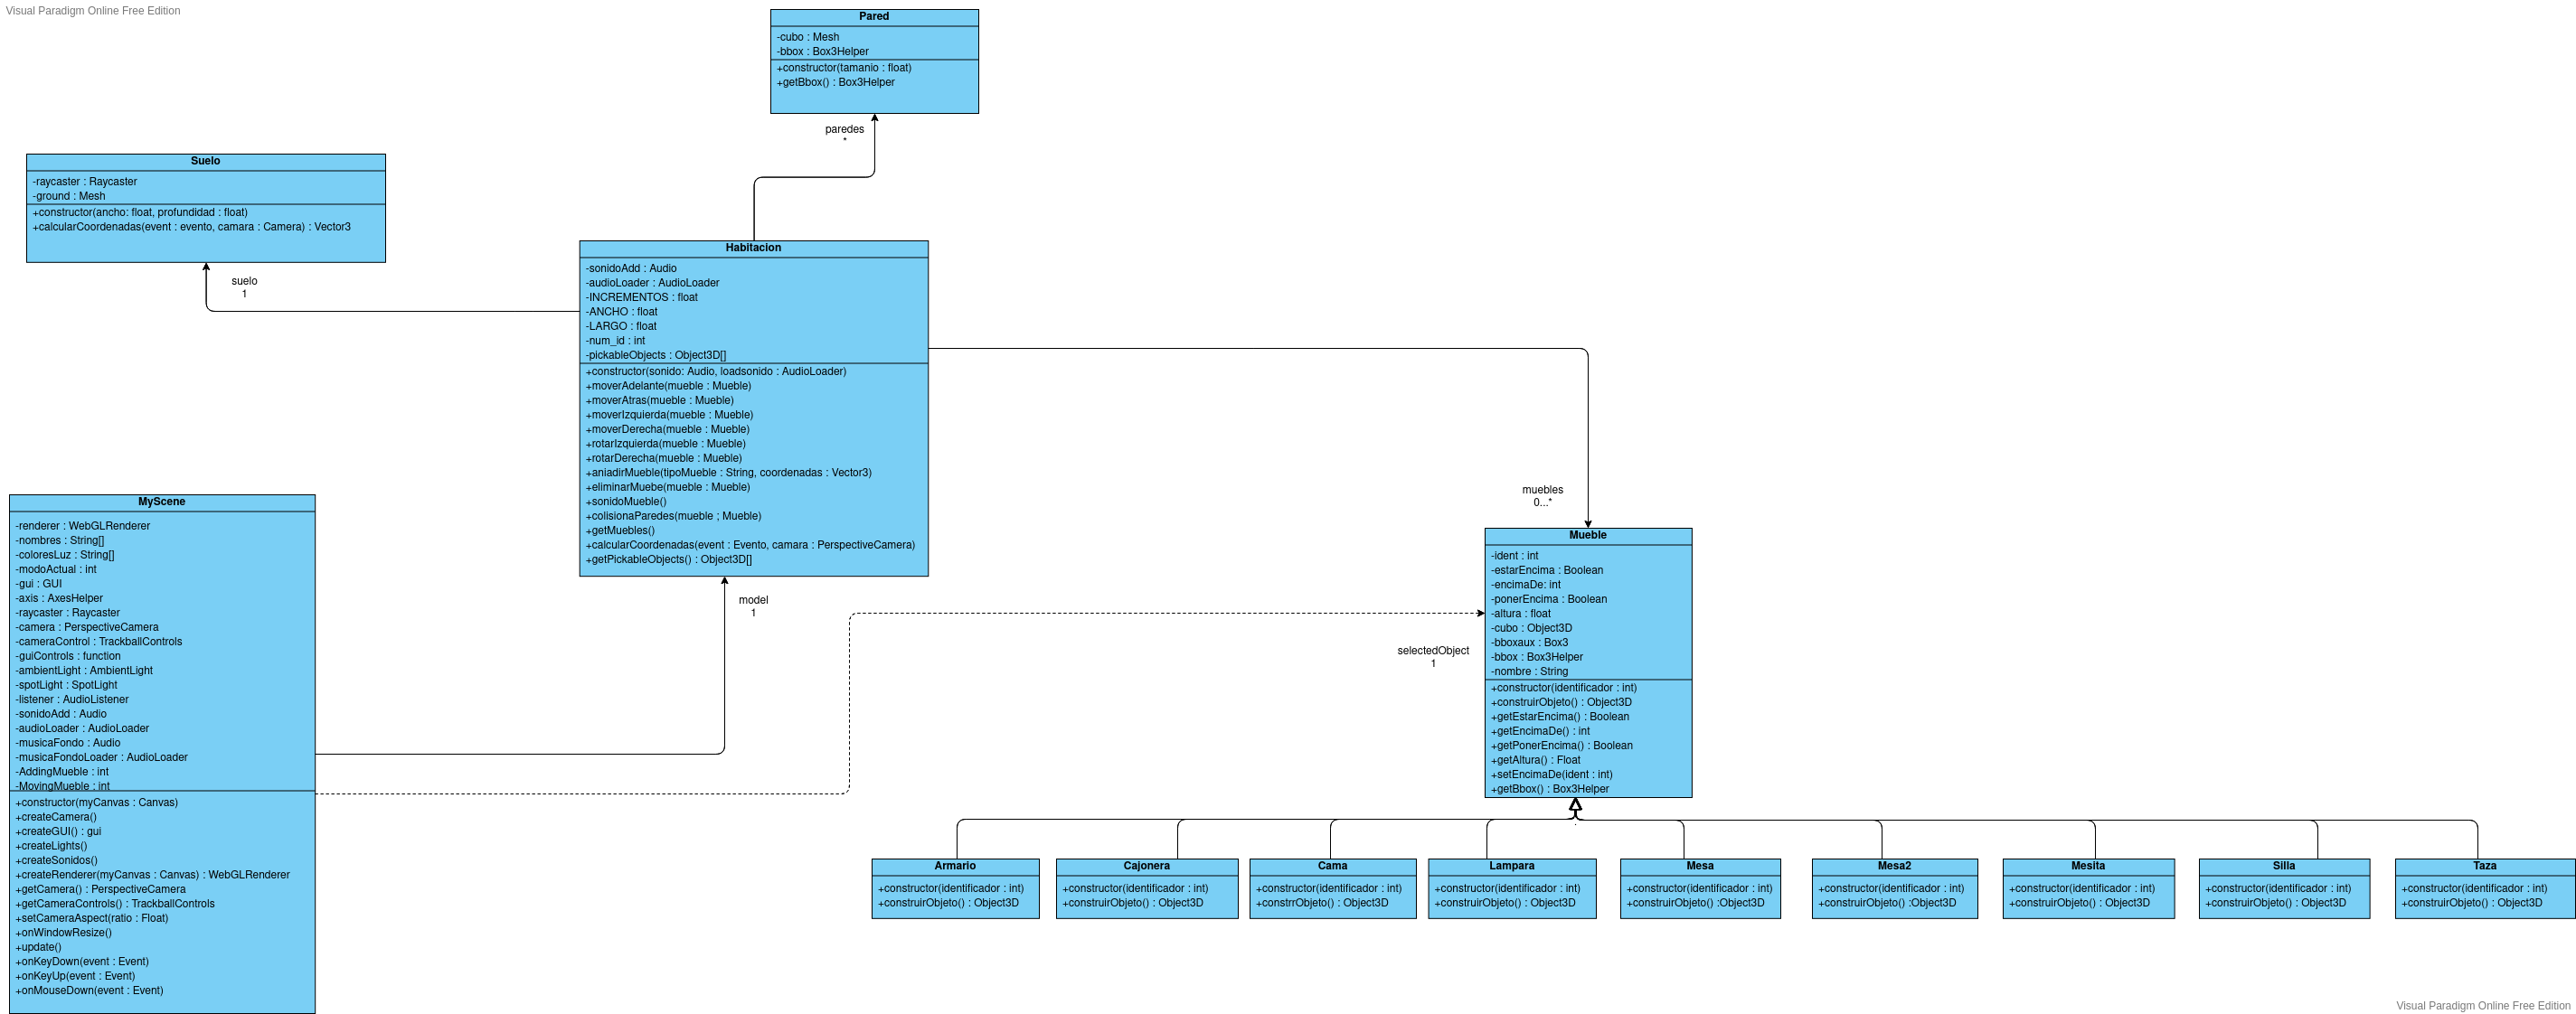 Visual Paradigm Online Free Edition
Pared
-cubo : Mesh
-bbox : Box3Helper
+constructor(tamanio : float)
+getBbox() : Box3Helper
paredes
*
Suelo
-raycaster : Raycaster
-ground : Mesh
+constructor(ancho: float, profundidad : float)
+calcularCoordenadas(event : evento, camara : Camera) : Vector3
suelo
1
Habitacion
-sonidoAdd : Audio
-audioLoader : AudioLoader
-INCREMENTOS : float
-ANCHO : float
-LARGO : float
-num_id : int
-pickableObjects : Object3D[]
+constructor(sonido: Audio, loadsonido : AudioLoader)
+moverAdelante(mueble : Mueble)
+moverAtras(mueble : Mueble)
+moverIzquierda(mueble : Mueble)
+moverDerecha(mueble : Mueble)
+rotarIzquierda(mueble : Mueble)
+rotarDerecha(mueble : Mueble)
+aniadirMueble(tipoMueble : String, coordenadas : Vector3)
+eliminarMuebe(mueble : Mueble)
+sonidoMueble()
+colisionaParedes(mueble ; Mueble)
+getMuebles()
+calcularCoordenadas(event : Evento, camara : PerspectiveCamera)
+getPickableObjects() : Object3D[]
model
1
muebles
0...*
MyScene
-renderer : WebGLRenderer
-nombres : String[]
-coloresLuz : String[]
-modoActual : int
-gui : GUI
-axis : AxesHelper
-raycaster : Raycaster
-camera : PerspectiveCamera
-cameraControl : TrackballControls
-guiControls : function
-ambientLight : AmbientLight
-spotLight : SpotLight
-listener : AudioListener
-sonidoAdd : Audio
-audioLoader : AudioLoader
-musicaFondo : Audio
-musicaFondoLoader : AudioLoader
-AddingMueble : int
-MovingMueble : int
+constructor(myCanvas : Canvas)
+createCamera()
+createGUI() : gui
+createLights()
+createSonidos()
+createRenderer(myCanvas : Canvas) : WebGLRenderer
+getCamera() : PerspectiveCamera
+getCameraControls() : TrackballControls
+setCameraAspect(ratio : Float)
+onWindowResize()
+update()
+onKeyDown(event : Event)
+onKeyUp(event : Event)
+onMouseDown(event : Event)
selectedObject
1
Mueble
-ident : int
-estarEncima : Boolean
-encimaDe: int
-ponerEncima : Boolean
-altura : float
-cubo : Object3D
-bboxaux : Box3
-bbox : Box3Helper
-nombre : String
+constructor(identificador : int)
+construirObjeto() : Object3D
+getEstarEncima() : Boolean
+getEncimaDe() : int
+getPonerEncima() : Boolean
+getAltura() : Float
+setEncimaDe(ident : int)
+getBbox() : Box3Helper
Armario
+constructor(identificador : int)
+construirObjeto() : Object3D
Cajonera
+constructor(identificador : int)
+construirObjeto() : Object3D
Cama
+constructor(identificador : int)
+constrrObjeto() : Object3D
Lampara
+constructor(identificador : int)
+construirObjeto() : Object3D
Mesa
+constructor(identificador : int)
+construirObjeto() :Object3D
Mesa2
+constructor(identificador : int)
+construirObjeto() :Object3D
Mesita
+constructor(identificador : int)
+construirObjeto() : Object3D
Silla
+constructor(identificador : int)
+construirObjeto() : Object3D
Taza
+constructor(identificador : int)
+construirObjeto() : Object3D
Visual Paradigm Online Free Edition